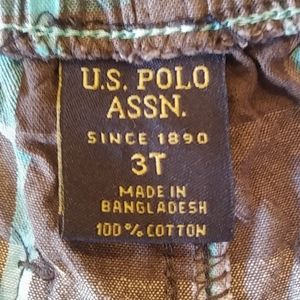 U.S. POLO
ASSN.
SINCE 1890
3T
MADE IN
BANGLADESH
100% COTTON